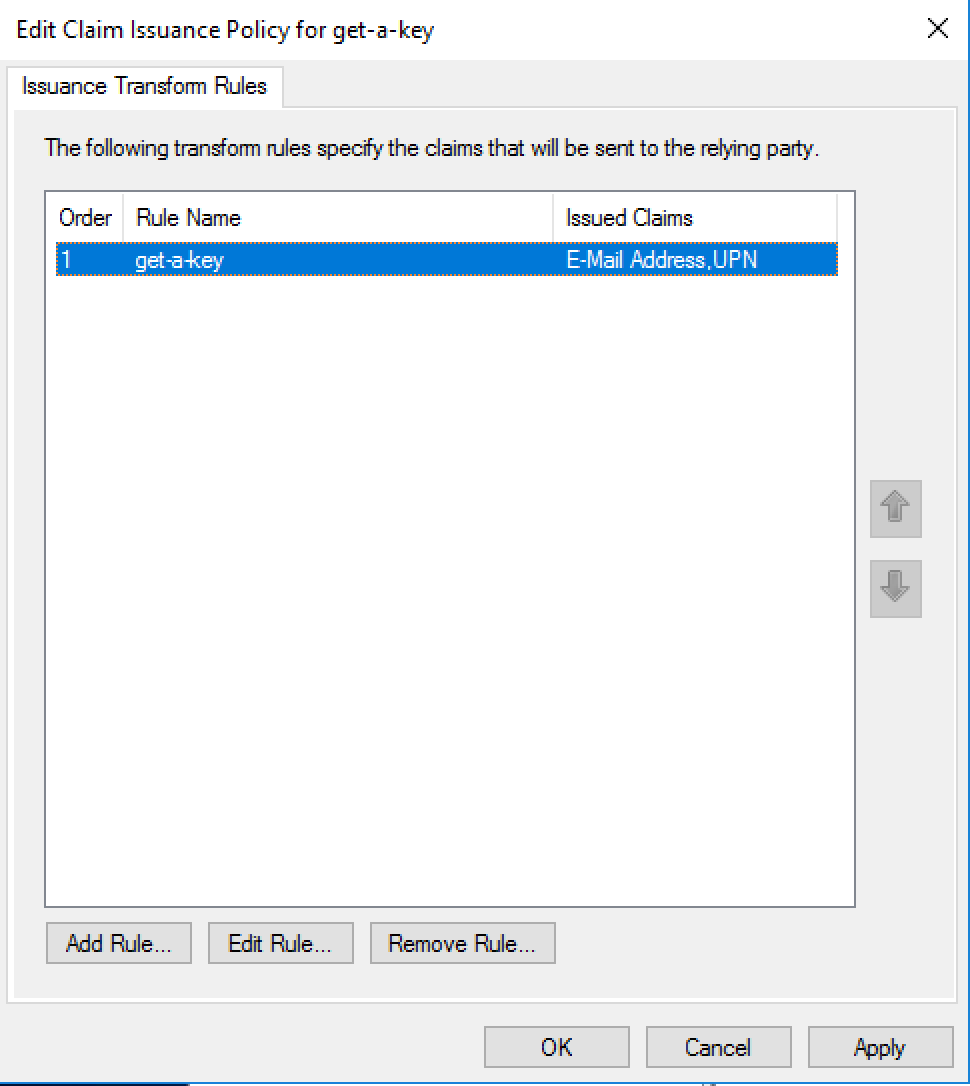 Edit Claim Issuance Policy for get-a-key
Issuance Transform Rules
The following transform rules specify the claims that will be sent to the relying party.
Order Rule Name Issued Claims
1 get-a-key E-Mail Address,UPN
Add Rule... Edit Rule... Remove Rule...
OK Cancel Apply